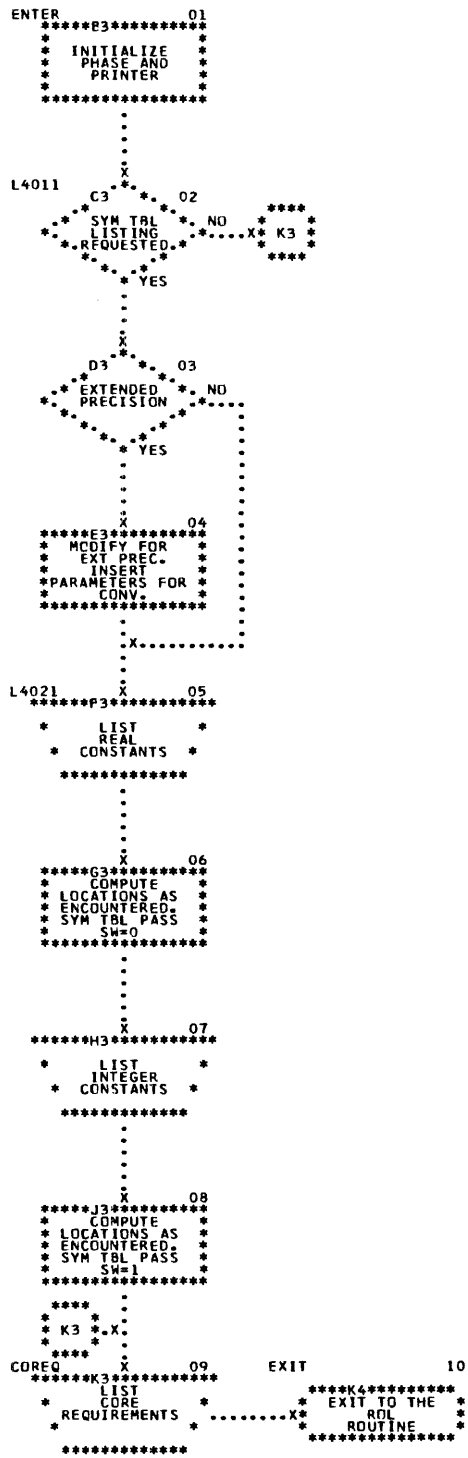 ENTER 01
B3
INITIALIZE
PHASE AND
PRINTER
L4011
C3 02
SYM TBL NO
LISTING K3
REQUESTED
YES
D3 03
EXTENDED NO
PRECISION
YES
04
E3
MODIFY FOR
EXT PREC.
INSERT
PARAMETERS FOR
CONV.
L4021 05
F3
LIST
REAL
CONSTANTS
06
G3
COMPUTE
LOCATIONS AS
ENCOUNTERED.
SYM TBL PASS
SW=0
07
H3
LIST
INTEGER
CONSTANTS
08
J3
COMPUTE
LOCATIONS AS
ENCOUNTERED.
SYM TBL PASS
SW=1
K3
COREQ 09 EXIT 10
K3 K4
LIST EXIT TO THE
CORE ROL
REQUIREMENTS ROUTINE